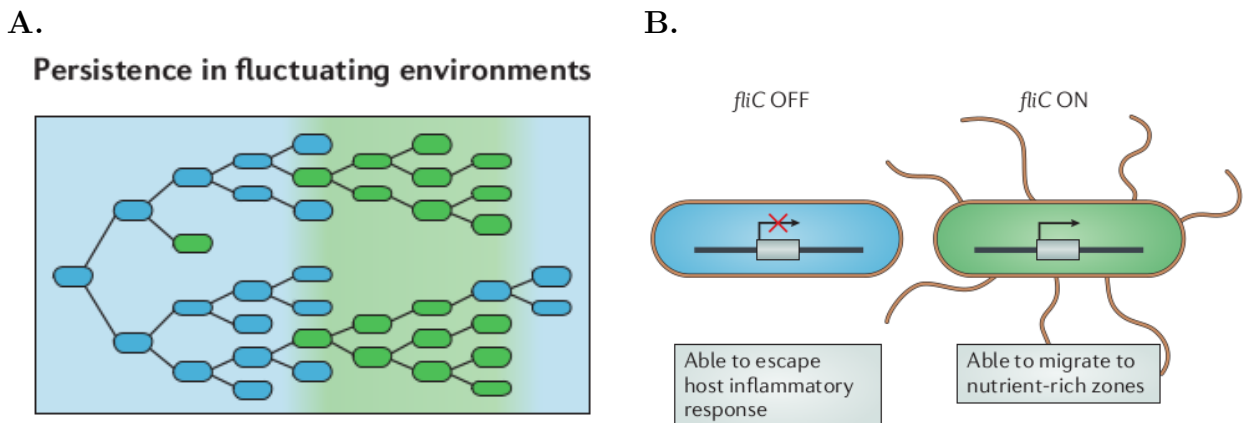 A.
Persistence in fluctuating environments
B.
fliC OFF
fliC ON
Able to escape
host inflammatory
response
Able to migrate to
nutrient-rich zones